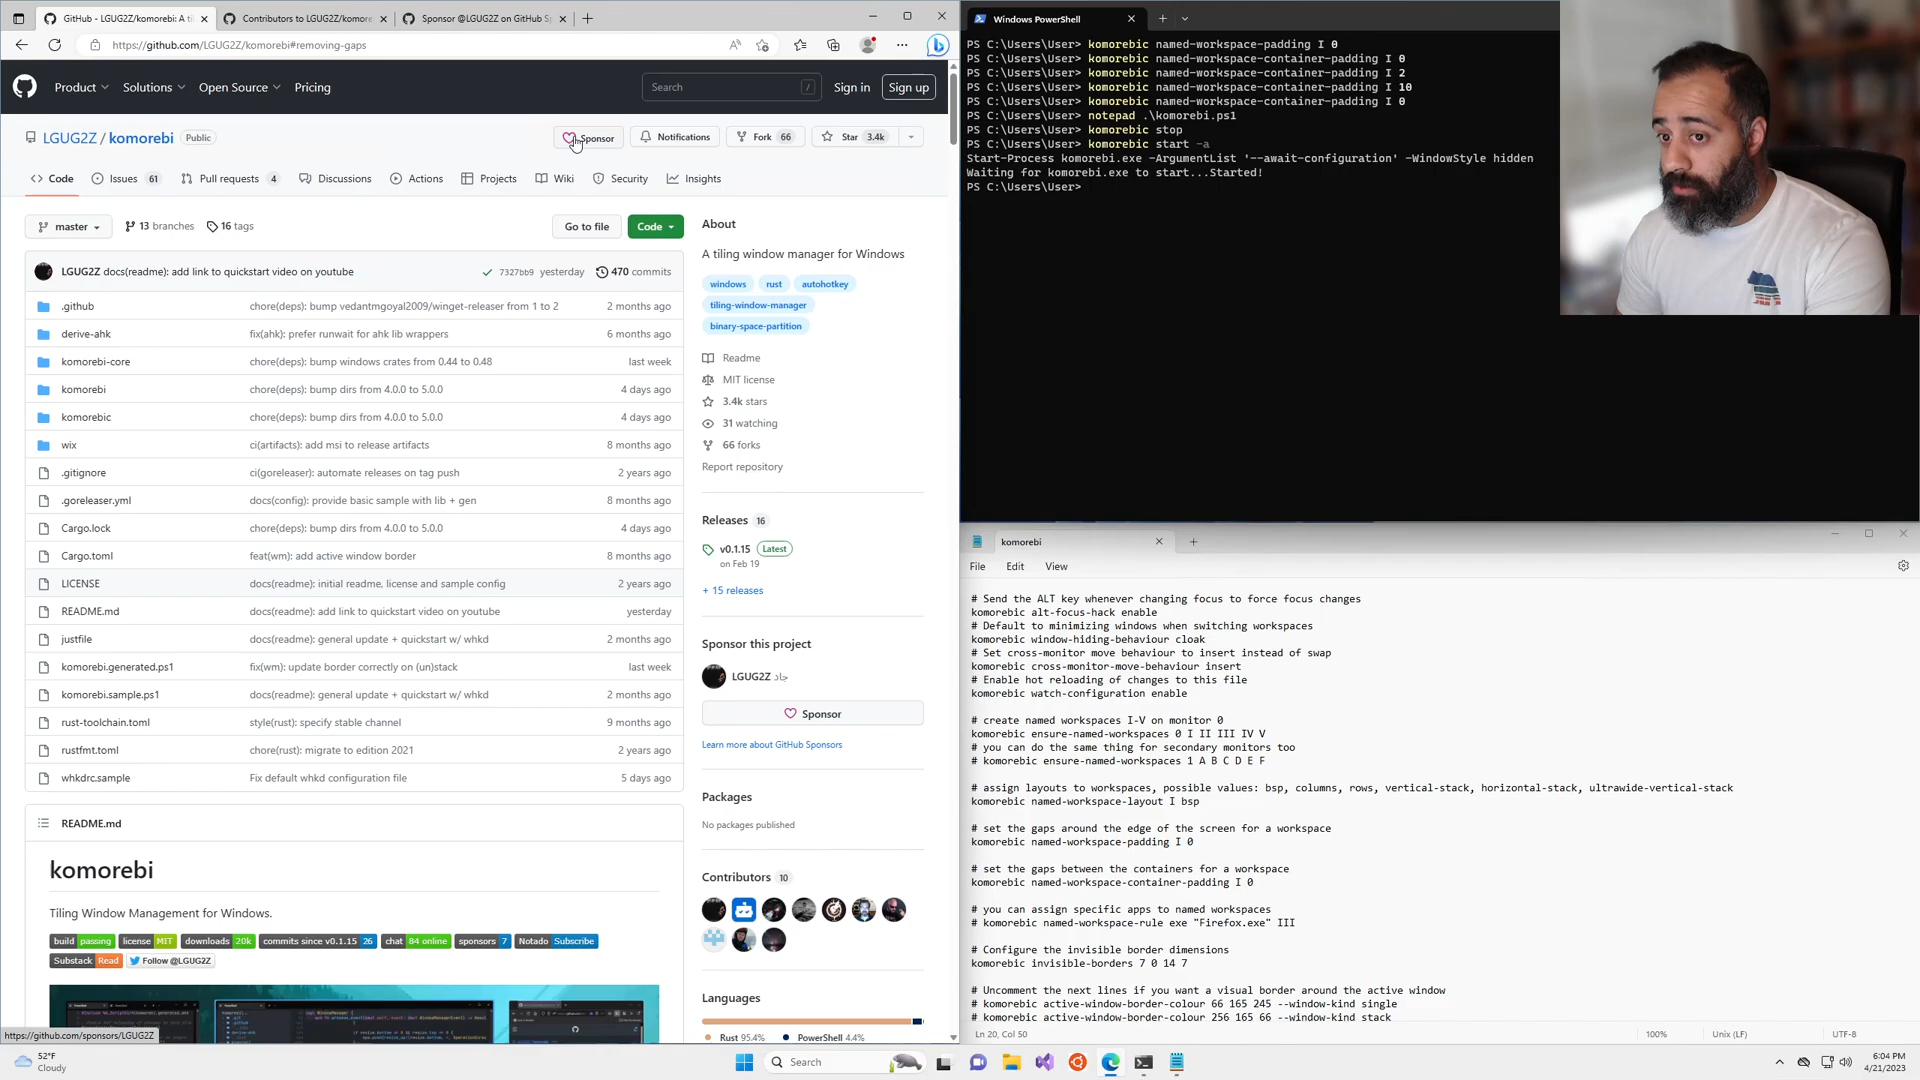 GitHub - LGUG2Z/komorebi: A ti
Contributors to LGUG2Z/komore
Sponsor @LGUG2Z on GitHub S
https://github.com/LGUG2Z/komorebi#removing-gaps
Product
Solutions
Open Source
Pricing
Search
/
Sign in
Sign up
LGUG2Z / komorebi
Public
Sponsor
Notifications
Fork 66
Star 3.4k
Code
Issues 61
Pull requests 4
Discussions
Actions
Projects
Wiki
Security
Insights
master
13 branches
16 tags
Go to file
Code
LGUG2Z docs(readme): add link to quickstart video on youtube
7327bb9 yesterday
470 commits
.github chore(deps): bump vedantmgoyal2009/winget-releaser from 1 to 2 2 months ago
derive-ahk fix(ahk): prefer runwait for ahk lib wrappers 6 months ago
komorebi-core chore(deps): bump windows crates from 0.44 to 0.48 last week
komorebi chore(deps): bump dirs from 4.0.0 to 5.0.0 4 days ago
komorebic chore(deps): bump dirs from 4.0.0 to 5.0.0 4 days ago
wix ci(artifacts): add msi to release artifacts 8 months ago
.gitignore ci(goreleaser): automate releases on tag push 2 years ago
.goreleaser.yml docs(config): provide basic sample with lib + gen 8 months ago
Cargo.lock chore(deps): bump dirs from 4.0.0 to 5.0.0 4 days ago
Cargo.toml feat(wm): add active window border 8 months ago
LICENSE docs(readme): initial readme, license and sample config 2 years ago
README.md docs(readme): add link to quickstart video on youtube yesterday
justfile docs(readme): general update + quickstart w/ whkd 2 months ago
komorebi.generated.ps1 fix(wm): update border correctly on (un)stack last week
komorebi.sample.ps1 docs(readme): general update + quickstart w/ whkd 2 months ago
rust-toolchain.toml style(rust): specify stable channel 9 months ago
rustfmt.toml chore(rust): migrate to edition 2021 2 years ago
whkdrc.sample Fix default whkd configuration file 5 days ago
README.md
komorebi
Tiling Window Management for Windows.
build passing license MIT downloads 20k commits since v0.1.15 26 chat 84 online sponsors 7 Notado Subscribe
Substack Read Follow @LGUG2Z
https://github.com/sponsors/LGUG2Z
About
A tiling window manager for Windows
windows rust autohotkey
tiling-window-manager
binary-space-partition
Readme
MIT license
3.4k stars
31 watching
66 forks
Report repository
Releases 16
v0.1.15 Latest
on Feb 19
+ 15 releases
Sponsor this project
LGUG2Z جاد
Sponsor
Learn more about GitHub Sponsors
Packages
No packages published
Contributors 10
Languages
Rust 95.4% PowerShell 4.4%
Windows PowerShell
PS C:\Users\User> komorebic named-workspace-padding I 0
PS C:\Users\User> komorebic named-workspace-container-padding I 0
PS C:\Users\User> komorebic named-workspace-container-padding I 2
PS C:\Users\User> komorebic named-workspace-container-padding I 10
PS C:\Users\User> komorebic named-workspace-container-padding I 0
PS C:\Users\User> notepad .\komorebi.ps1
PS C:\Users\User> komorebic stop
PS C:\Users\User> komorebic start -a
Start-Process komorebi.exe -ArgumentList '--await-configuration' -WindowStyle hidden
Waiting for komorebi.exe to start...Started!
PS C:\Users\User>
komorebi
File Edit View
# Send the ALT key whenever changing focus to force focus changes
komorebic alt-focus-hack enable
# Default to minimizing windows when switching workspaces
komorebic window-hiding-behaviour cloak
# Set cross-monitor move behaviour to insert instead of swap
komorebic cross-monitor-move-behaviour insert
# Enable hot reloading of changes to this file
komorebic watch-configuration enable
# create named workspaces I-V on monitor 0
komorebic ensure-named-workspaces 0 I II III IV V
# you can do the same thing for secondary monitors too
# komorebic ensure-named-workspaces 1 A B C D E F
# assign layouts to workspaces, possible values: bsp, columns, rows, vertical-stack, horizontal-stack, ultrawide-vertical-stack
komorebic named-workspace-layout I bsp
# set the gaps around the edge of the screen for a workspace
komorebic named-workspace-padding I 0
# set the gaps between the containers for a workspace
komorebic named-workspace-container-padding I 0
# you can assign specific apps to named workspaces
# komorebic named-workspace-rule exe "Firefox.exe" III
# Configure the invisible border dimensions
komorebic invisible-borders 7 0 14 7
# Uncomment the next lines if you want a visual border around the active window
# komorebic active-window-border-colour 66 165 245 --window-kind single
# komorebic active-window-border-colour 256 165 66 --window-kind stack
Ln 20, Col 50
100%
Unix (LF)
UTF-8
52°F
Cloudy
Search
6:04 PM
4/21/2023